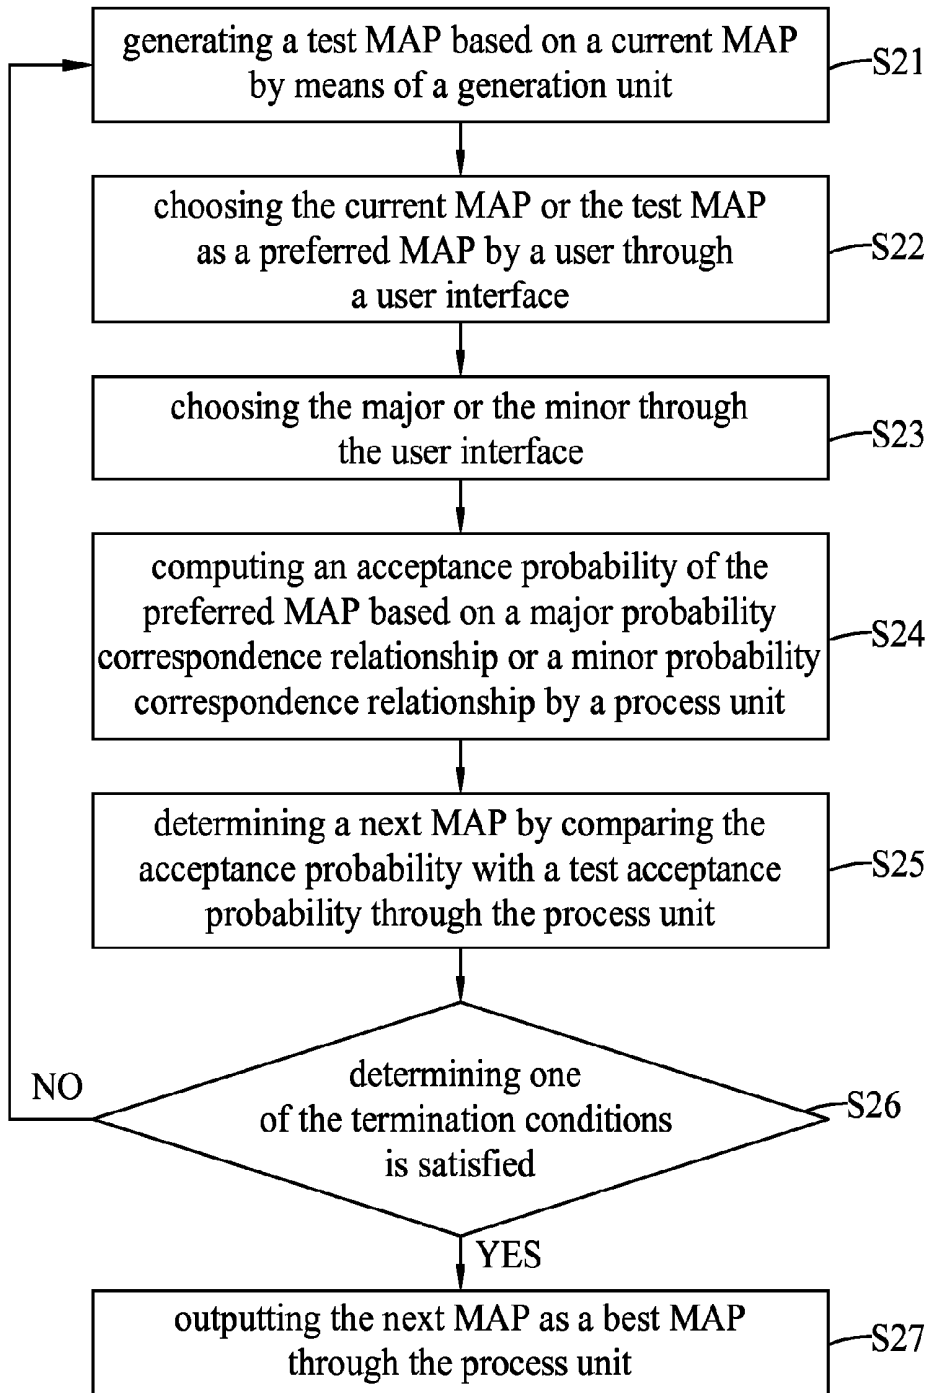 generating a test MAP based on a current MAP
by means of a generation unit
S21
choosing the current MAP or the test MAP
as a preferred MAP by a user through
a user interface
S22
choosing the major or the minor through
the user interface
S23
computing an acceptance probability of the
preferred MAP based on a major probability
correspondence relationship or a minor probability
correspondence relationship by a process unit
S24
determining a next MAP by comparing the
acceptance probability with a test acceptance
probability through the process unit
S25
NO
determining one
of the termination conditions
is satisfied
S26
YES
outputting the next MAP as a best MAP
through the process unit
S27